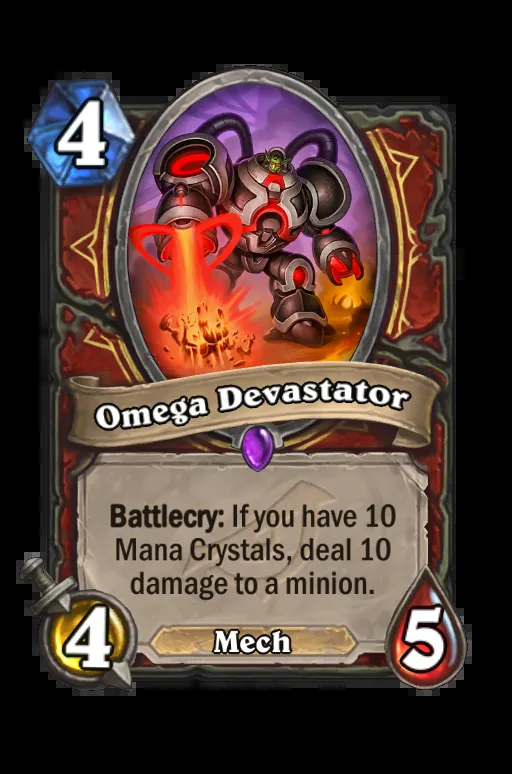 4
Omega Devastator
Battlecry: If you have 10
Mana Crystals, deal 10
damage to a minion.
4
Mech
5